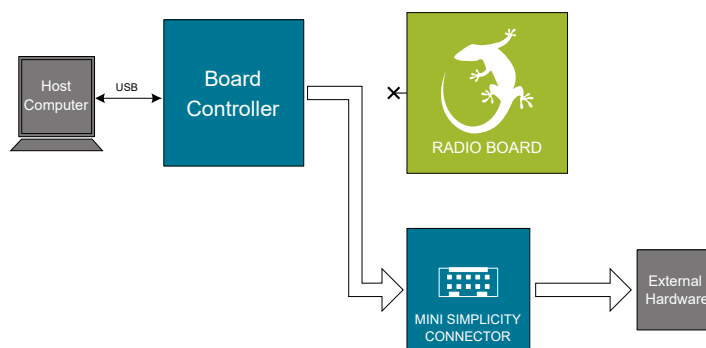 Host
Computer
USB
Board
Controller
RADIO BOARD
MINI SIMPLICITY
CONNECTOR
External
Hardware